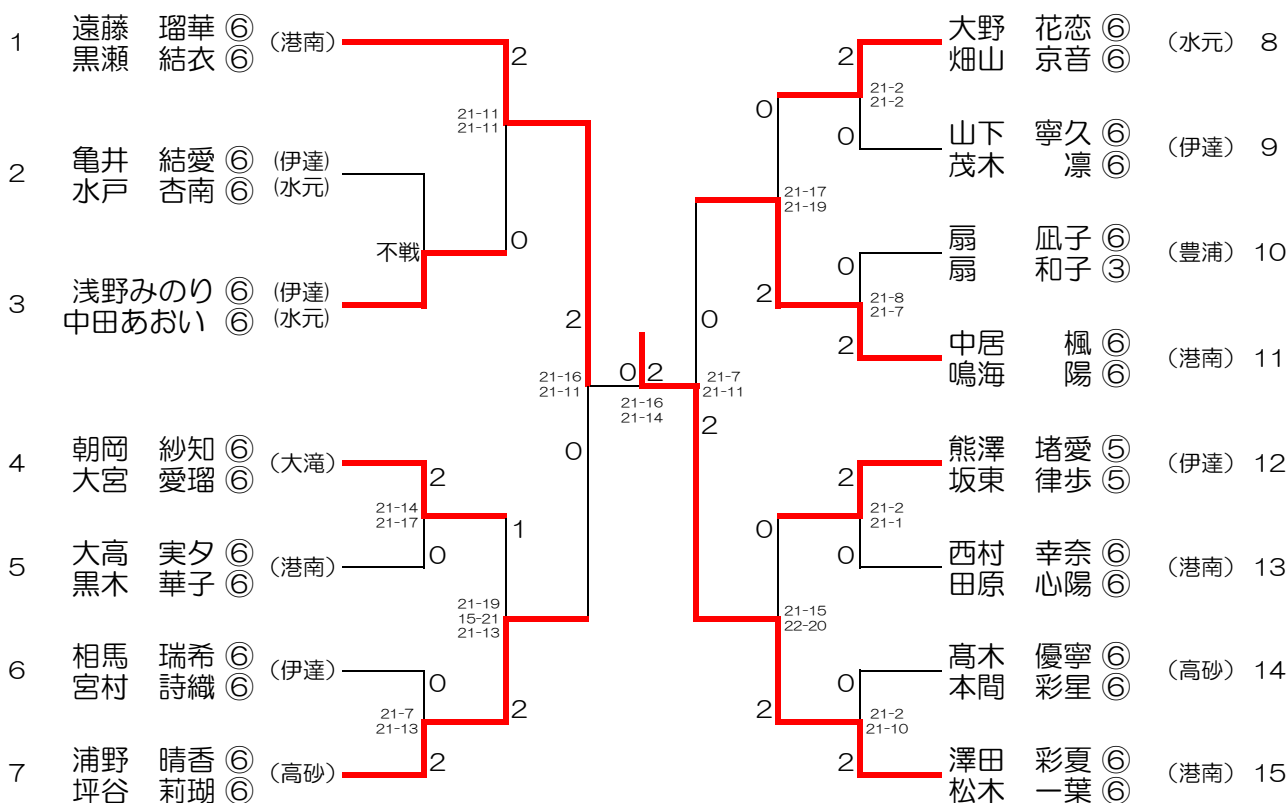 1 遠藤 瑠華 ⑥ (港南)
黒瀬 結衣 ⑥
2
21-11
21-11
2 亀井 結愛 ⑥ (伊達)
水戸 杏南 ⑥ (水元)
不戦
0
3 浅野みのり ⑥ (伊達)
中田あおい ⑥ (水元)
2
21-16
21-11
0
4 朝岡 紗知 ⑥ (大滝)
大宮 愛瑠 ⑥
2
21-14
21-17
0
1
5 大高 実夕 ⑥ (港南)
黒木 華子 ⑥
21-19
15-21
21-13
6 相馬 瑞希 ⑥ (伊達)
宮村 詩織 ⑥
0
21-7
21-13
2
2
7 浦野 晴香 ⑥ (高砂)
坪谷 莉瑚 ⑥
0 2
21-16
21-14
大野 花恋 ⑥ (水元) 8
畑山 京音 ⑥
2
21-2
21-2
0
0
山下 寧久 ⑥ (伊達) 9
茂木 凛 ⑥
21-17
21-19
扇 凪子 ⑥ (豊浦) 10
扇 和子 ③
0
21-8
21-7
2
2
中居 楓 ⑥ (港南) 11
鳴海 陽 ⑥
0
21-7
21-11
2
熊澤 堵愛 ⑤ (伊達) 12
坂東 律歩 ⑤
2
21-2
21-1
0
0
西村 幸奈 ⑥ (港南) 13
田原 心陽 ⑥
21-15
22-20
髙木 優寧 ⑥ (高砂) 14
本間 彩星 ⑥
0
21-2
21-10
2
2
澤田 彩夏 ⑥ (港南) 15
松木 一葉 ⑥